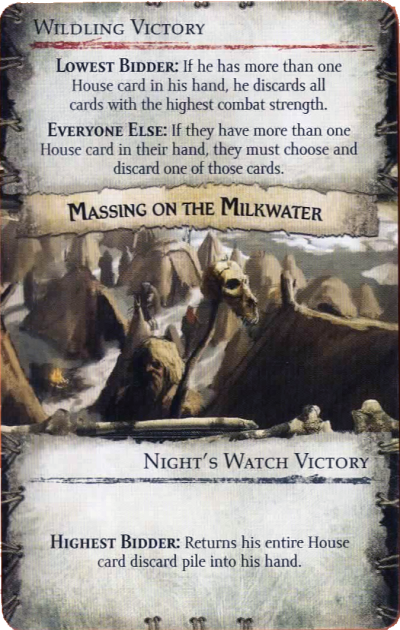 Wildling Victory
Lowest Bidder: If he has more than one
House card in his hand, he discards all
cards with the highest combat strength.
Everyone Else: If they have more than one
House card in their hand, they must choose and
discard one of those cards.
Massing on the Milkwater
Night's Watch Victory
Highest Bidder: Returns his entire House
card discard pile into his hand.